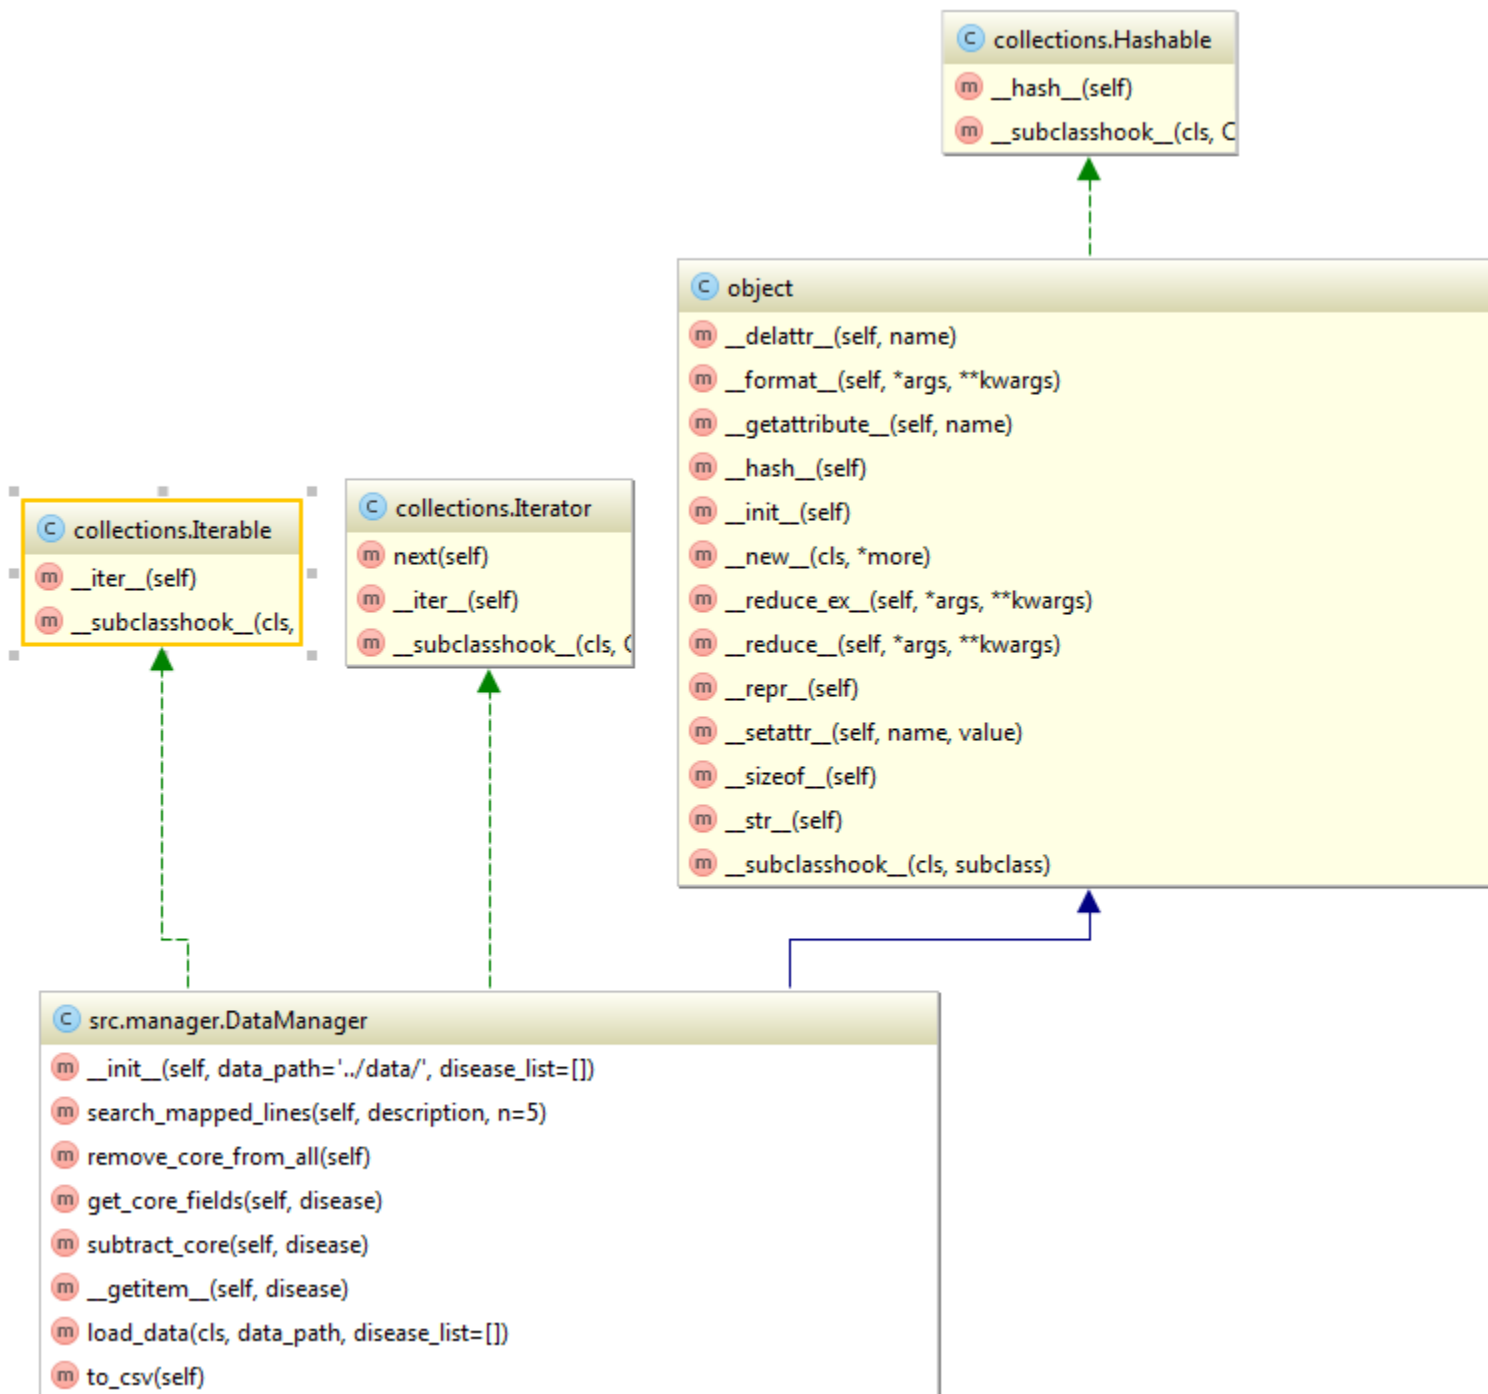 collections.Hashable
m __hash__(self)
m __subclasshook__(cls, C
C object
m __delattr__(self, name)
m __format__(self, *args, **kwargs)
m __getattribute__(self, name)
m __hash__(self)
m __init__(self)
m __new__(cls, *more)
m __reduce_ex__(self, *args, **kwargs)
m __reduce__(self, *args, **kwargs)
m __repr__(self)
m __setattr__(self, name, value)
m __sizeof__(self)
m __str__(self)
m __subclasshook__(cls, subclass)
C collections.Iterable
m __iter__(self)
m __subclasshook__(cls,
C collections.Iterator
m next(self)
m __iter__(self)
m __subclasshook__(cls, C
C src.manager.DataManager
m __init__(self, data_path='../data/', disease_list=[])
m search_mapped_lines(self, description, n=5)
m remove_core_from_all(self)
m get_core_fields(self, disease)
m subtract_core(self, disease)
m __getitem__(self, disease)
m load_data(cls, data_path, disease_list=[])
m to_csv(self)